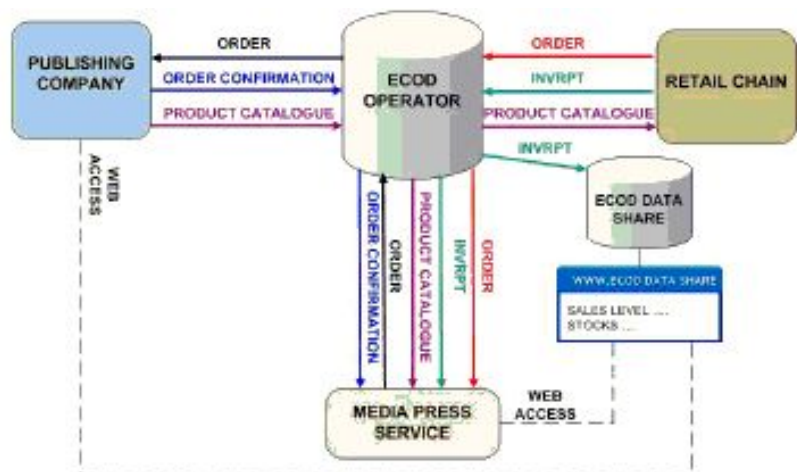 PUBLISHING
COMPANY
ORDER
ORDER CONFIRMATION
PRODUCT CATALOGUE
ECOD
OPERATOR
ORDER
INVRPT
PRODUCT CATALOGUE
RETAIL CHAIN
INVRPT
ECOD DATA
SHARE
WEB
ACCESS
ORDER CONFIRMATION
ORDER
PRODUCT CATALOGUE
INVRPT
ORDER
WWW.ECOD DATA SHARE
SALES LEVEL ....
STOCKS ....
MEDIA PRESS
SERVICE
WEB
ACCESS